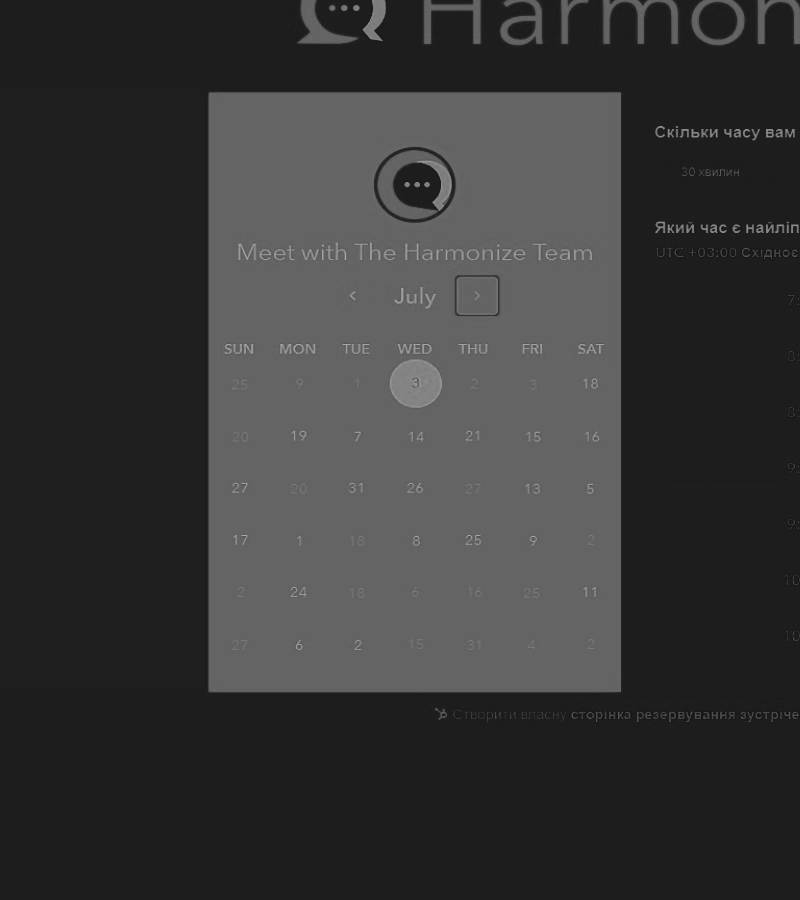 Harmon
Скільки часу вам
30 хвилин
Meet with The Harmonize Team
Який час є найліп
UTC +03:00 Східноє
July
SUN MON TUE WED THU FRI SAT
25 9 1 3 2 3 18
20 19 7 14 21 15 16
27 20 31 26 27 13 5
17 1 18 8 25 9 2
2 24 18 6 16 25 11
27 6 2 15 31 4 2
7:
8:
8:
9:
9:
10
10
Створити власну сторінка резервування зустріче